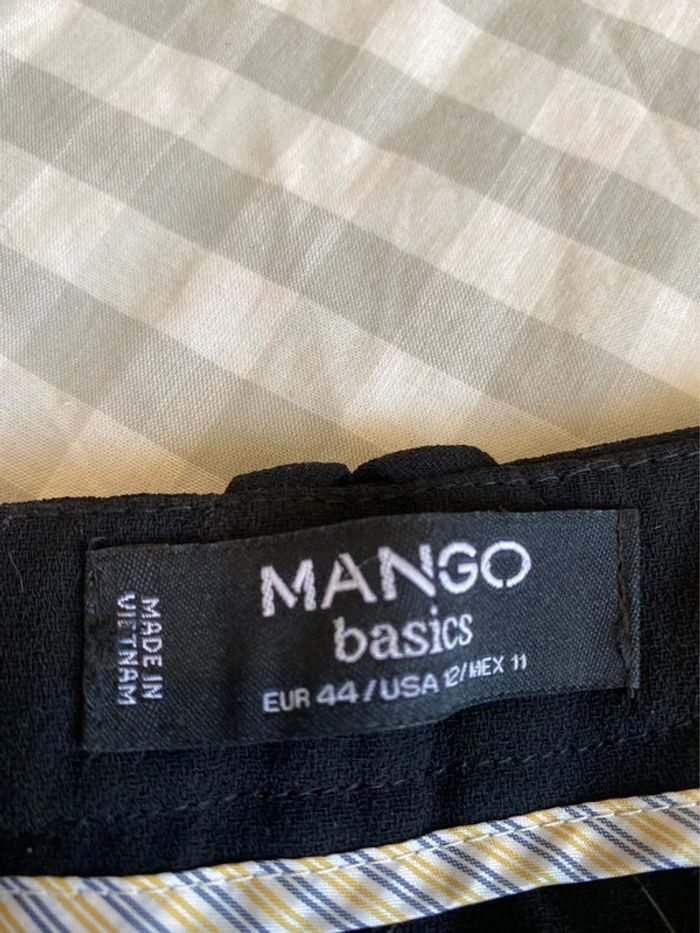 MANGO
basics
EUR 44 / USA 12 / MEX 11
MADE IN
VIETNAM